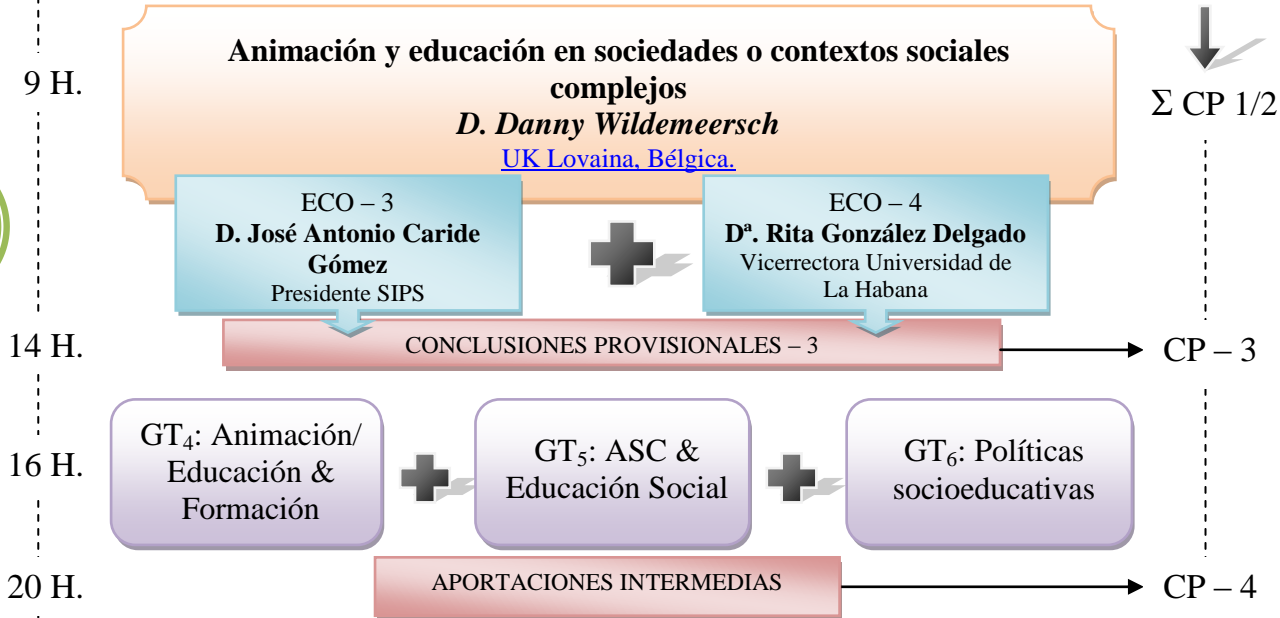 9 H.
Animación y educación en sociedades o contextos sociales
complejos
D. Danny Wildemeersch
UK Lovaina, Bélgica.
Σ CP 1/2
ECO – 3
D. José Antonio Caride
Gómez
Presidente SIPS
ECO – 4
Dª. Rita González Delgado
Vicerrectora Universidad de
La Habana
14 H.
CONCLUSIONES PROVISIONALES – 3
CP – 3
16 H.
GT₄: Animación/
Educación &
Formación
GT₅: ASC &
Educación Social
GT₆: Políticas
socioeducativas
20 H.
APORTACIONES INTERMEDIAS
CP – 4